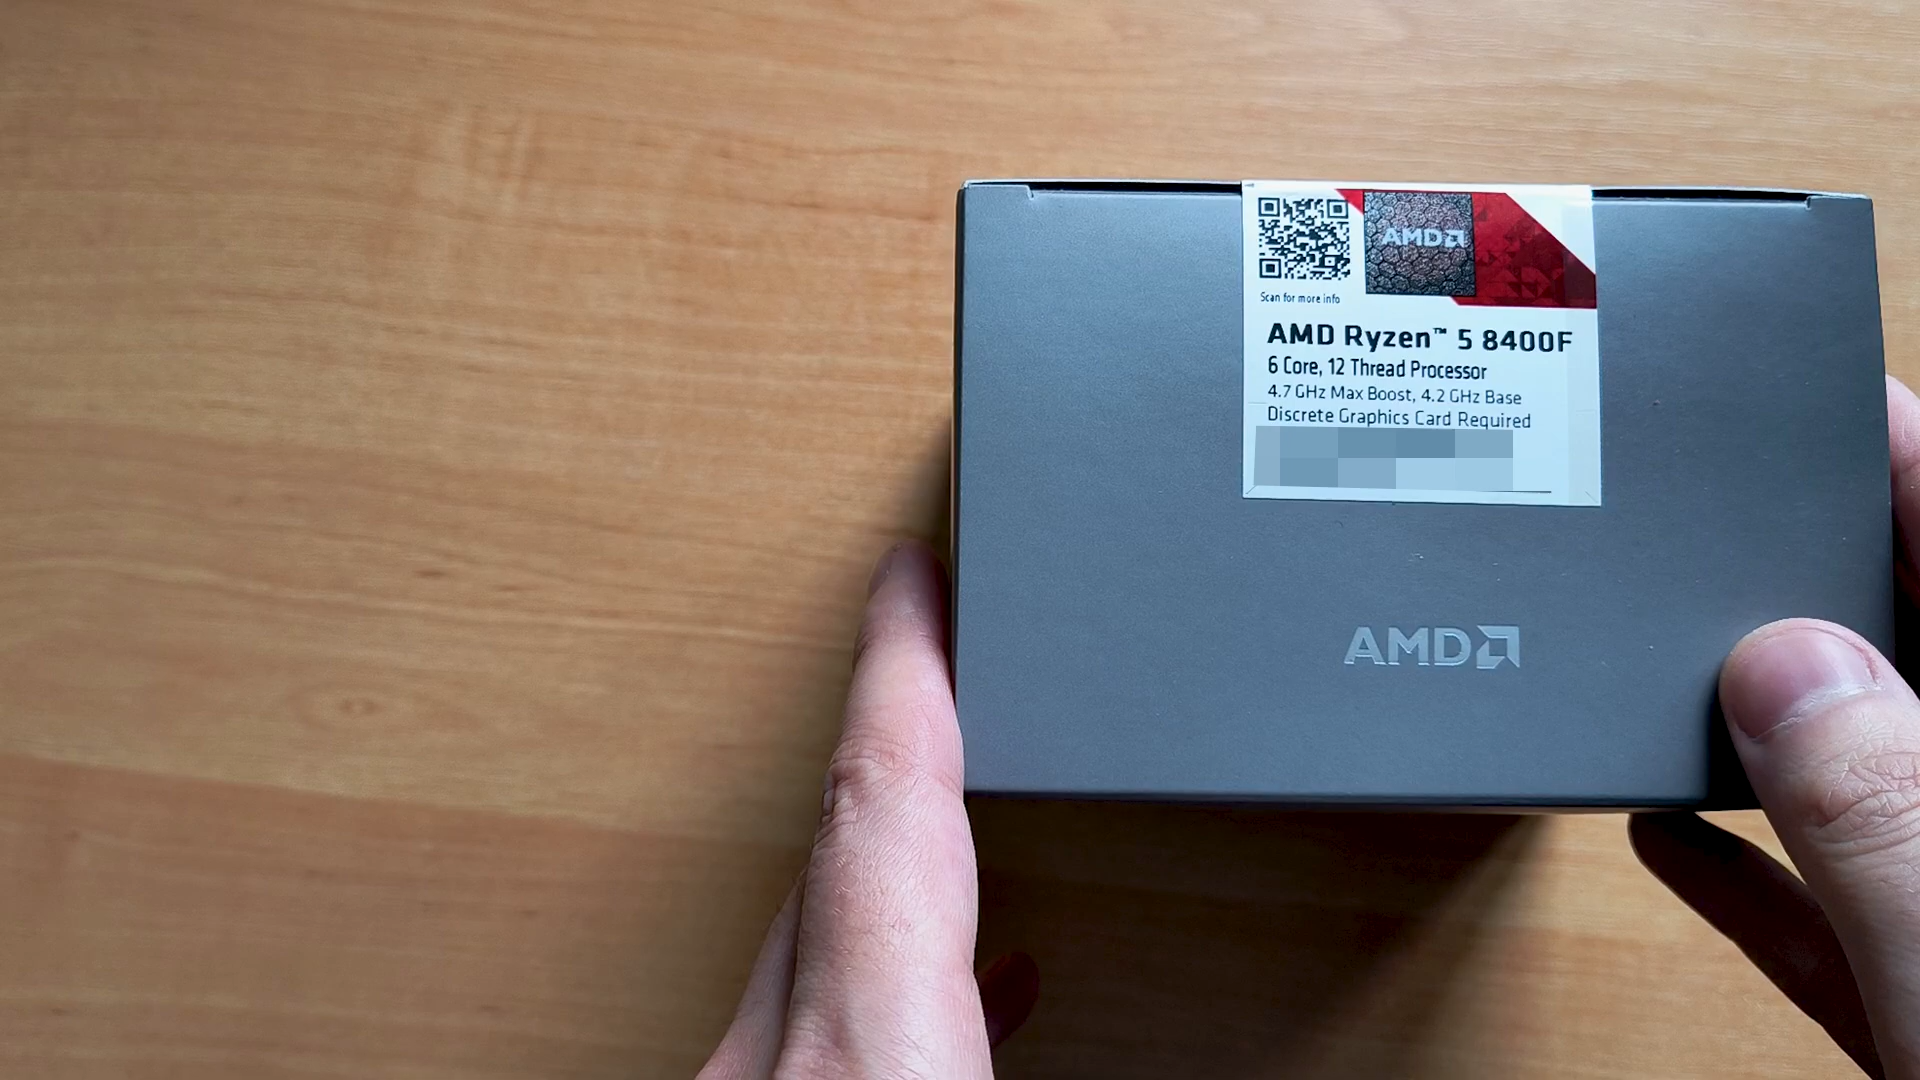 AMD
Scan for more info
AMD Ryzen™ 5 8400F
6 Core, 12 Thread Processor
4.7 GHz Max Boost, 4.2 GHz Base
Discrete Graphics Card Required
AMD